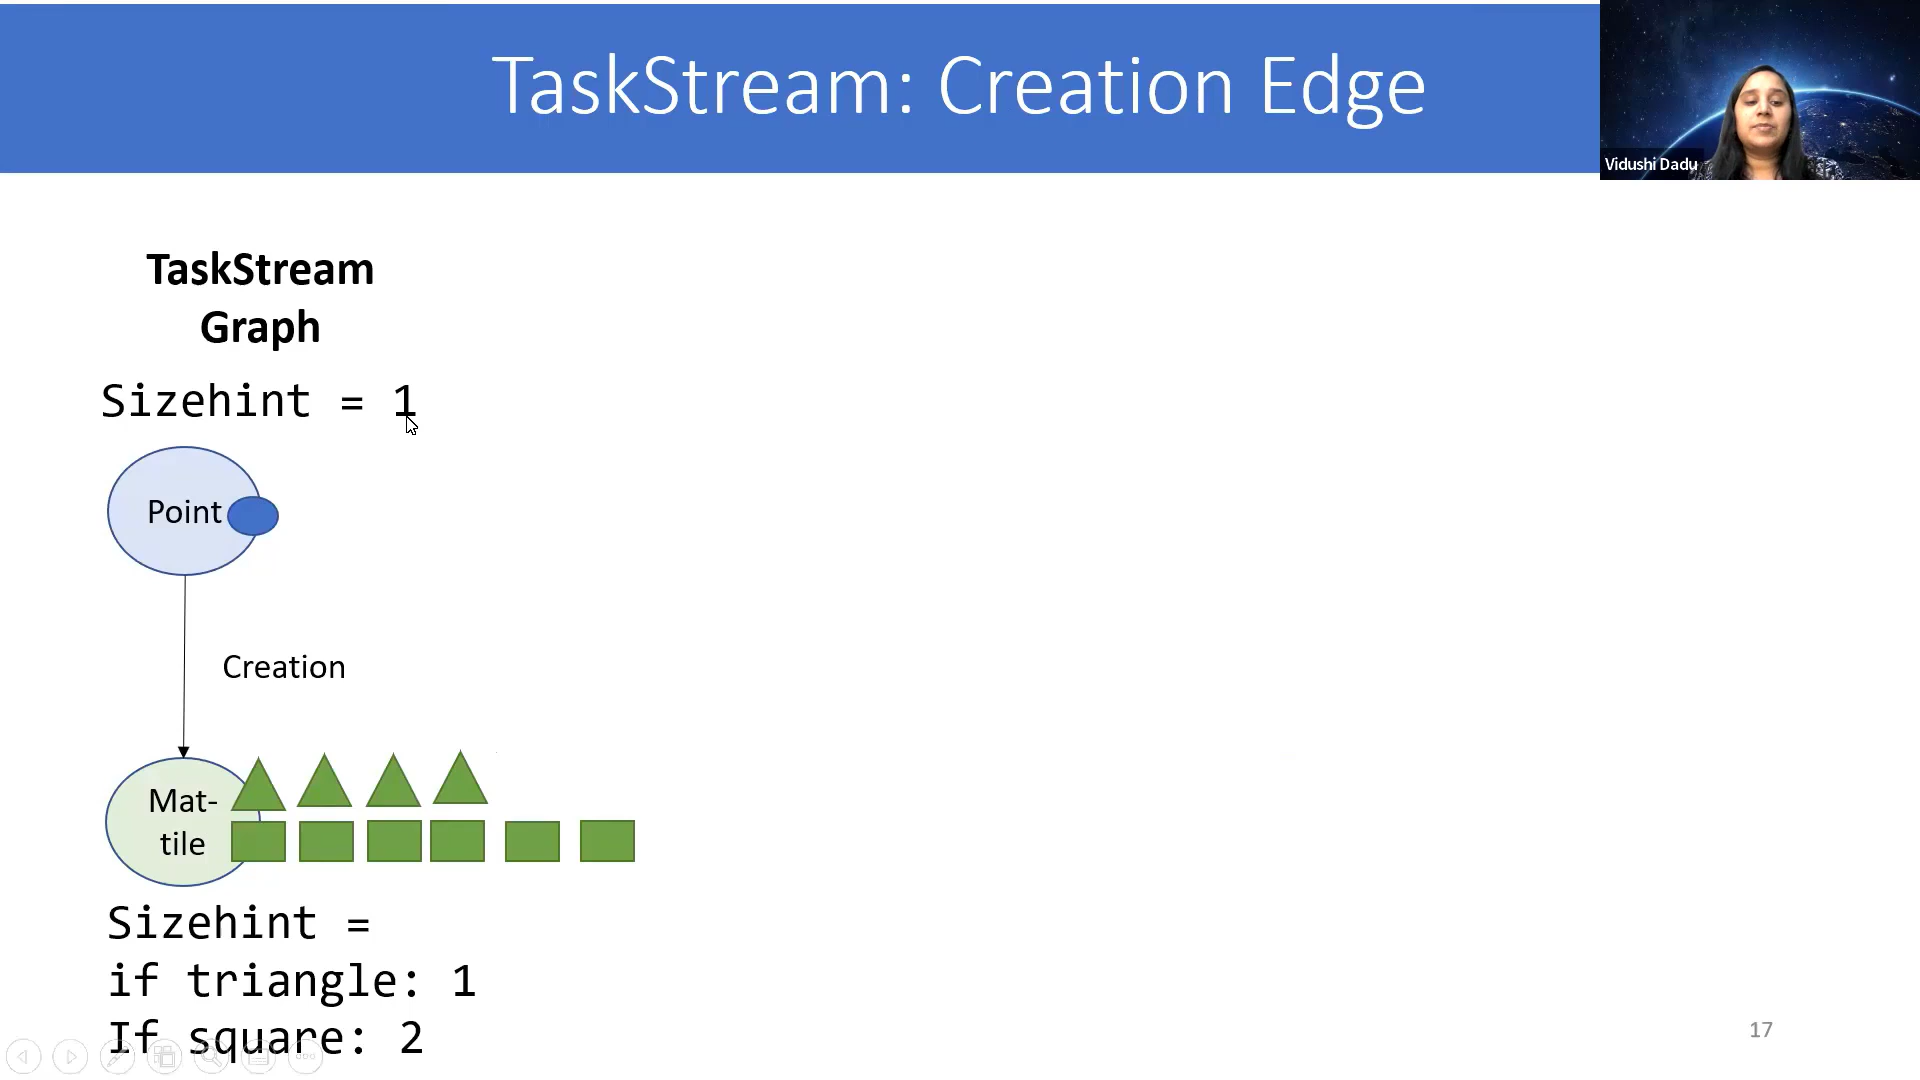 TaskStream: Creation Edge
Vidushi Dadu
TaskStream
Graph
Sizehint = 1
Point
Creation
Mat-
tile
Sizehint =
if triangle: 1
If square: 2
17